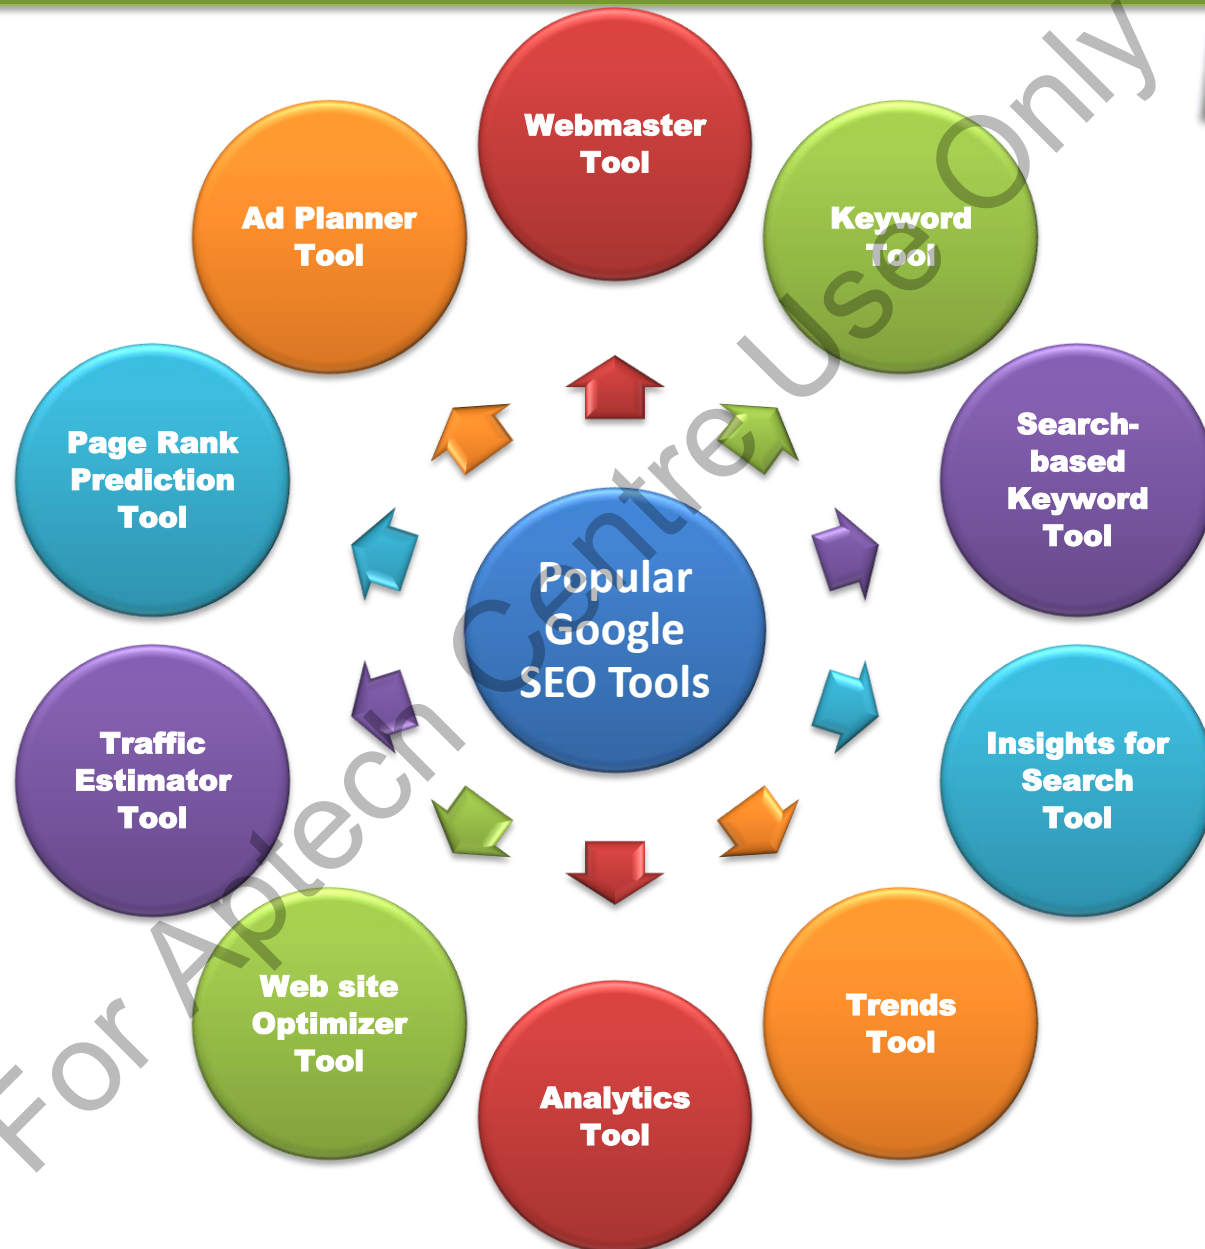 Webmaster
Tool
Keyword
Tool
Search-
based
Keyword
Tool
Insights for
Search
Tool
Trends
Tool
Analytics
Tool
Web site
Optimizer
Tool
Traffic
Estimator
Tool
Page Rank
Prediction
Tool
Ad Planner
Tool
Popular
Google
SEO Tools
For Aptech Centre Use Only